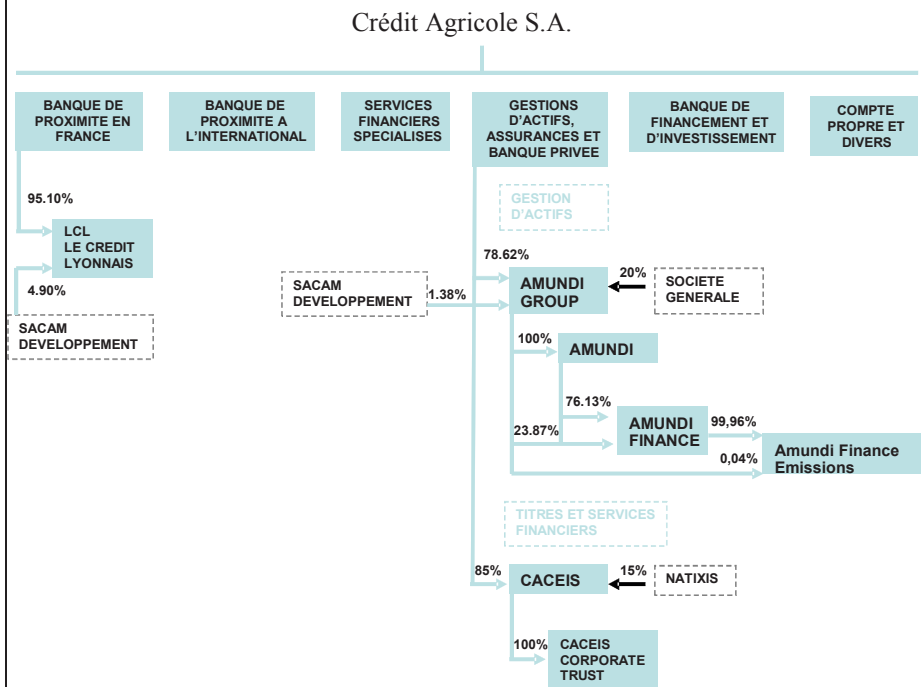 Crédit Agricole S.A.
BANQUE DE
PROXIMITE EN
FRANCE
BANQUE DE
PROXIMITE A
L'INTERNATIONAL
SERVICES
FINANCIERS
SPECIALISES
GESTIONS
D'ACTIFS,
ASSURANCES ET
BANQUE PRIVEE
BANQUE DE
FINANCEMENT ET
D'INVESTISSEMENT
COMPTE
PROPRE ET
DIVERS
95.10%
LCL
LE CREDIT
LYONNAIS
4.90%
SACAM
DEVELOPPEMENT
GESTION
D'ACTIFS
78.62%
SACAM
DEVELOPPEMENT
1.38%
AMUNDI
GROUP
20%
SOCIETE
GENERALE
100%
AMUNDI
76.13%
23.87%
AMUNDI
FINANCE
99,96%
0,04%
Amundi Finance
Emissions
TITRES ET SERVICES
FINANCIERS
85%
CACEIS
15%
NATIXIS
100%
CACEIS
CORPORATE
TRUST